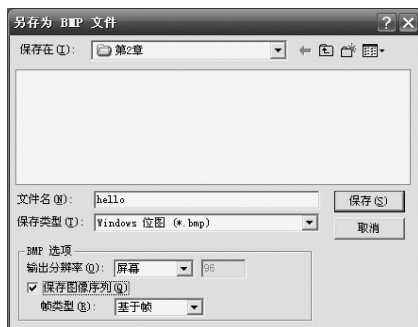 另存为 BMP 文件
保存在(I): 第2章
文件名(N): hello 保存(S)
保存类型(T): Windows 位图 (*.bmp) 取消
BMP 选项
输出分辨率(O): 屏幕 96
保存图像序列(Q)
帧类型(R): 基于帧